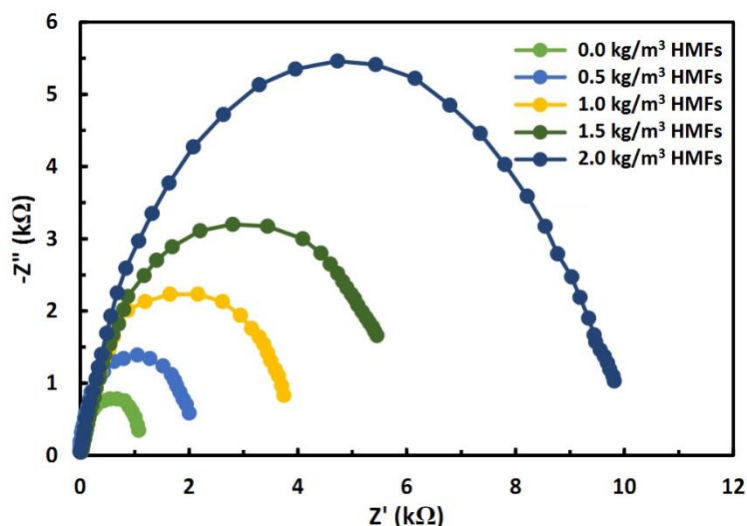 6
5
4
3
2
1
0
-Z" (kΩ)
0.0 kg/m³ HMFs
0.5 kg/m³ HMFs
1.0 kg/m³ HMFs
1.5 kg/m³ HMFs
2.0 kg/m³ HMFs
0 2 4 6 8 10 12
Z' (kΩ)